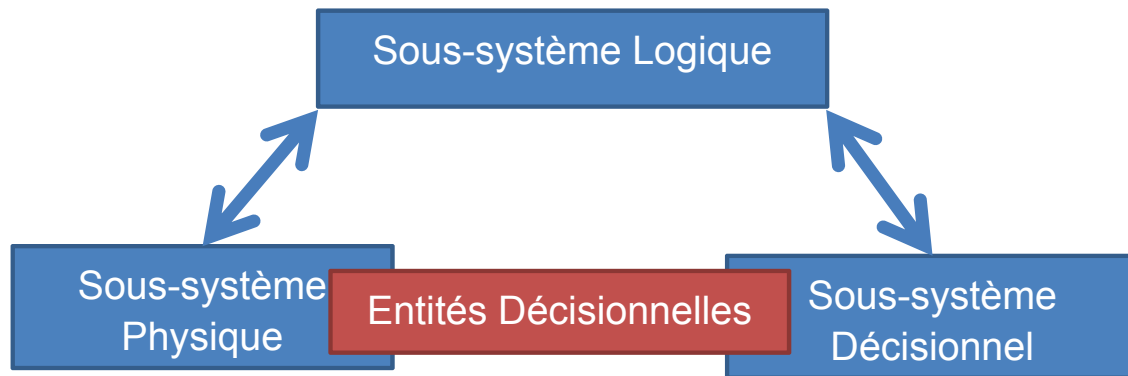 Sous-système Logique
Sous-système
Physique
Entités Décisionnelles
Sous-système
Décisionnel